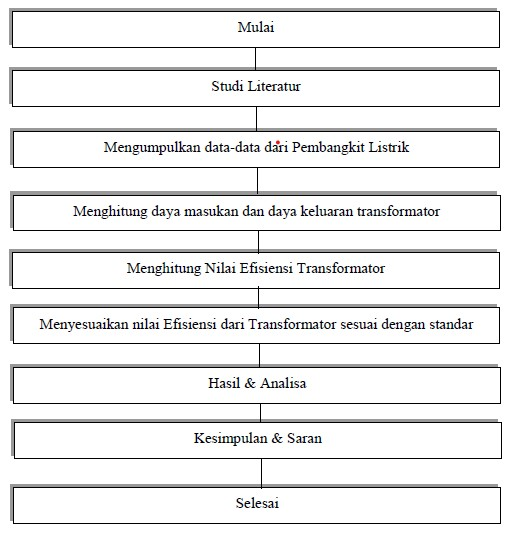 Mulai
Studi Literatur
Mengumpulkan data-data dari Pembangkit Listrik
Menghitung daya masukan dan daya keluaran transformator
Menghitung Nilai Efisiensi Transformator
Menyesuaikan nilai Efisiensi dari Transformator sesuai dengan standar
Hasil & Analisa
Kesimpulan & Saran
Selesai